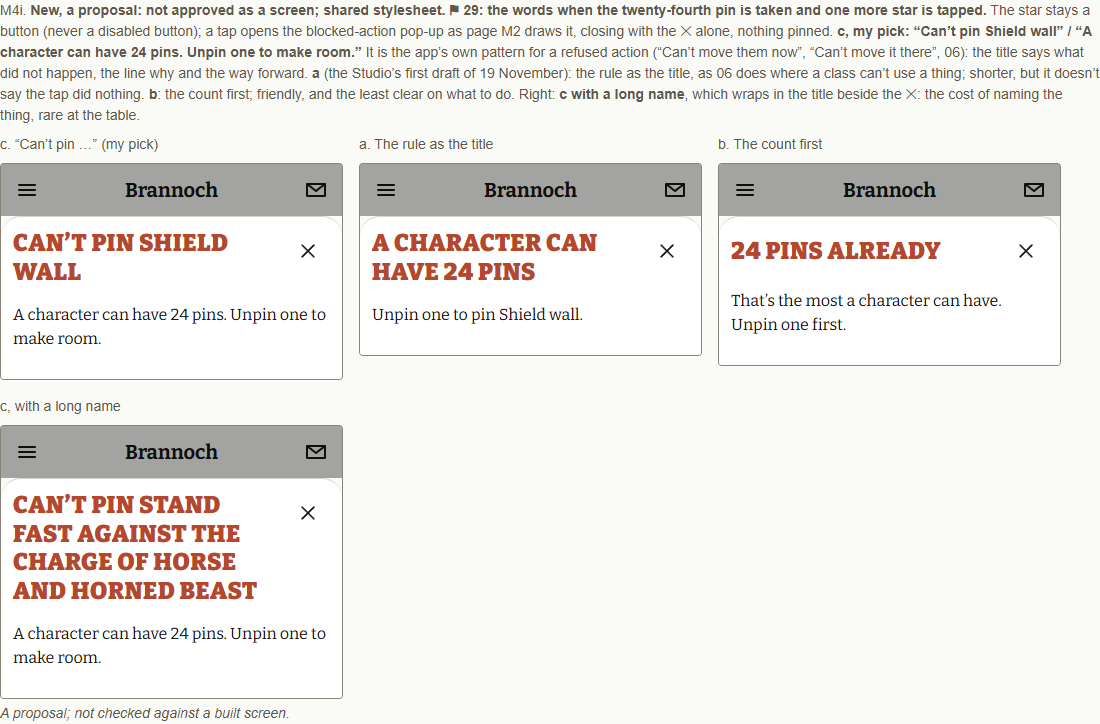 M4i. New, a proposal: not approved as a screen; shared stylesheet. ⚑ 29: the words when the twenty-fourth pin is taken and one more star is tapped. The star stays a
button (never a disabled button); a tap opens the blocked-action pop-up as page M2 draws it, closing with the ✕ alone, nothing pinned. c, my pick: “Can’t pin Shield wall” / “A
character can have 24 pins. Unpin one to make room.” It is the app’s own pattern for a refused action (“Can’t move them now”, “Can’t move it there”, 06): the title says what
did not happen, the line why and the way forward. a (the Studio’s first draft of 19 November): the rule as the title, as 06 does where a class can’t use a thing; shorter, but it doesn’t
say the tap did nothing. b: the count first; friendly, and the least clear on what to do. Right: c with a long name, which wraps in the title beside the ✕: the cost of naming the
thing, rare at the table.
c. “Can’t pin …” (my pick)
Brannoch
CAN’T PIN SHIELD
WALL
A character can have 24 pins. Unpin one to
make room.
a. The rule as the title
Brannoch
A CHARACTER CAN
HAVE 24 PINS
Unpin one to pin Shield wall.
b. The count first
Brannoch
24 PINS ALREADY
That’s the most a character can have.
Unpin one first.
c, with a long name
Brannoch
CAN’T PIN STAND
FAST AGAINST THE
CHARGE OF HORSE
AND HORNED BEAST
A character can have 24 pins. Unpin one to
make room.
A proposal; not checked against a built screen.